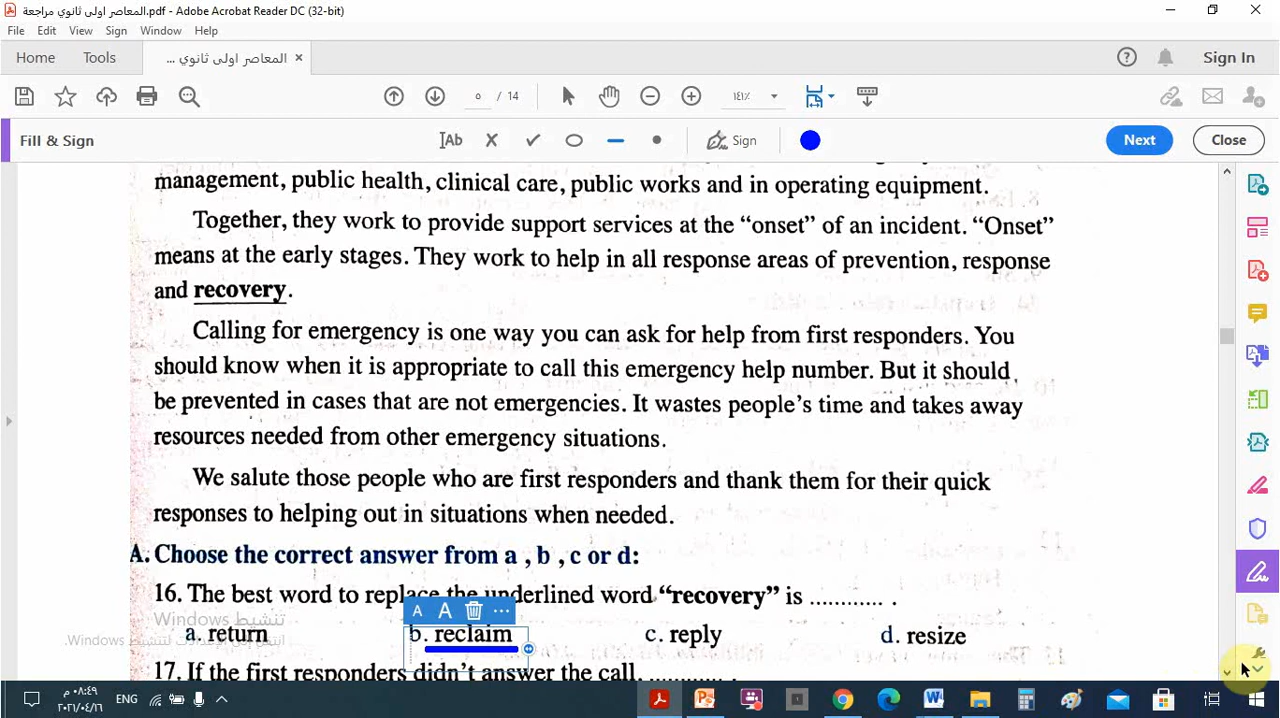 المعاصر اولى ثانوي مراجعة.pdf - Adobe Acrobat Reader DC (32-bit)
File Edit View Sign Window Help
Home Tools المعاصر اولى ثانوي ... × Sign In
٥ / 14 ١٤١٪
Fill & Sign Ab Sign Next Close
management, public health, clinical care, public works and in operating equipment.
Together, they work to provide support services at the “onset” of an incident. “Onset”
means at the early stages. They work to help in all response areas of prevention, response
and recovery.
Calling for emergency is one way you can ask for help from first responders. You
should know when it is appropriate to call this emergency help number. But it should
be prevented in cases that are not emergencies. It wastes people’s time and takes away
resources needed from other emergency situations.
We salute those people who are first responders and thank them for their quick
responses to helping out in situations when needed.
A. Choose the correct answer from a , b , c or d:
16. The best word to replace the underlined word “recovery” is ............ .
A A ...
تنشيط Windows
a. return b. reclaim c. reply d. resize
لتنشيط Windows.
17. If the first responders didn’t answer the call, ............ .
ENG ٠٨:٤٩ م